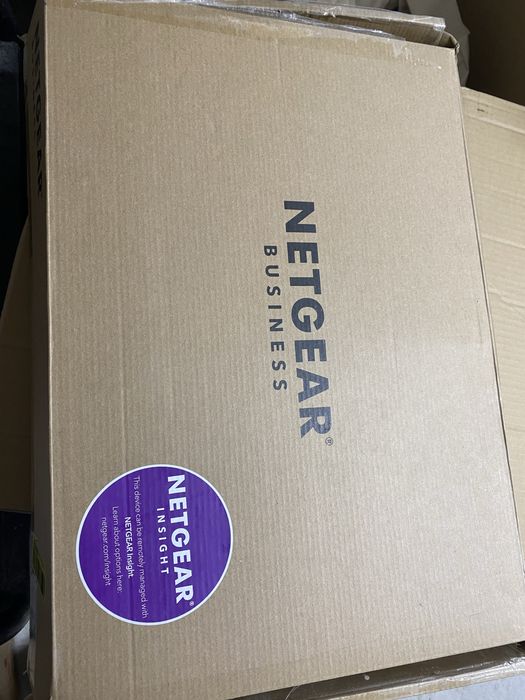 NETGEAR
NETGEAR®
BUSINESS
NETGEAR®
INSIGHT
This device can be remotely managed with
NETGEAR Insight.
Learn about options here:
netgear.com/insight